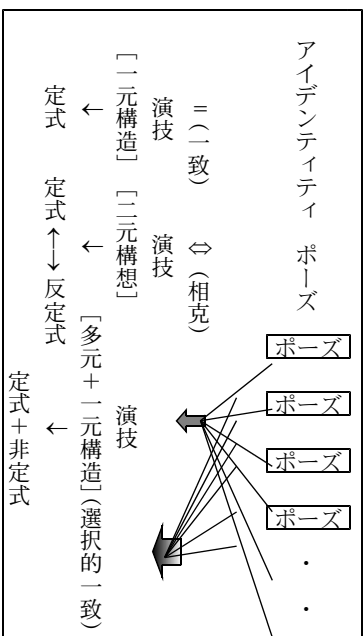 アイデンティティ ポーズ
ポーズ
ポーズ
ポーズ
ポーズ
・
・
=(一致)
⇔(相克)
演技
演技
演技
[一元構造]
[二元構想]
[多元+一元構造](選択的一致)
←
←
←
定式
定式←→反定式
定式+非定式